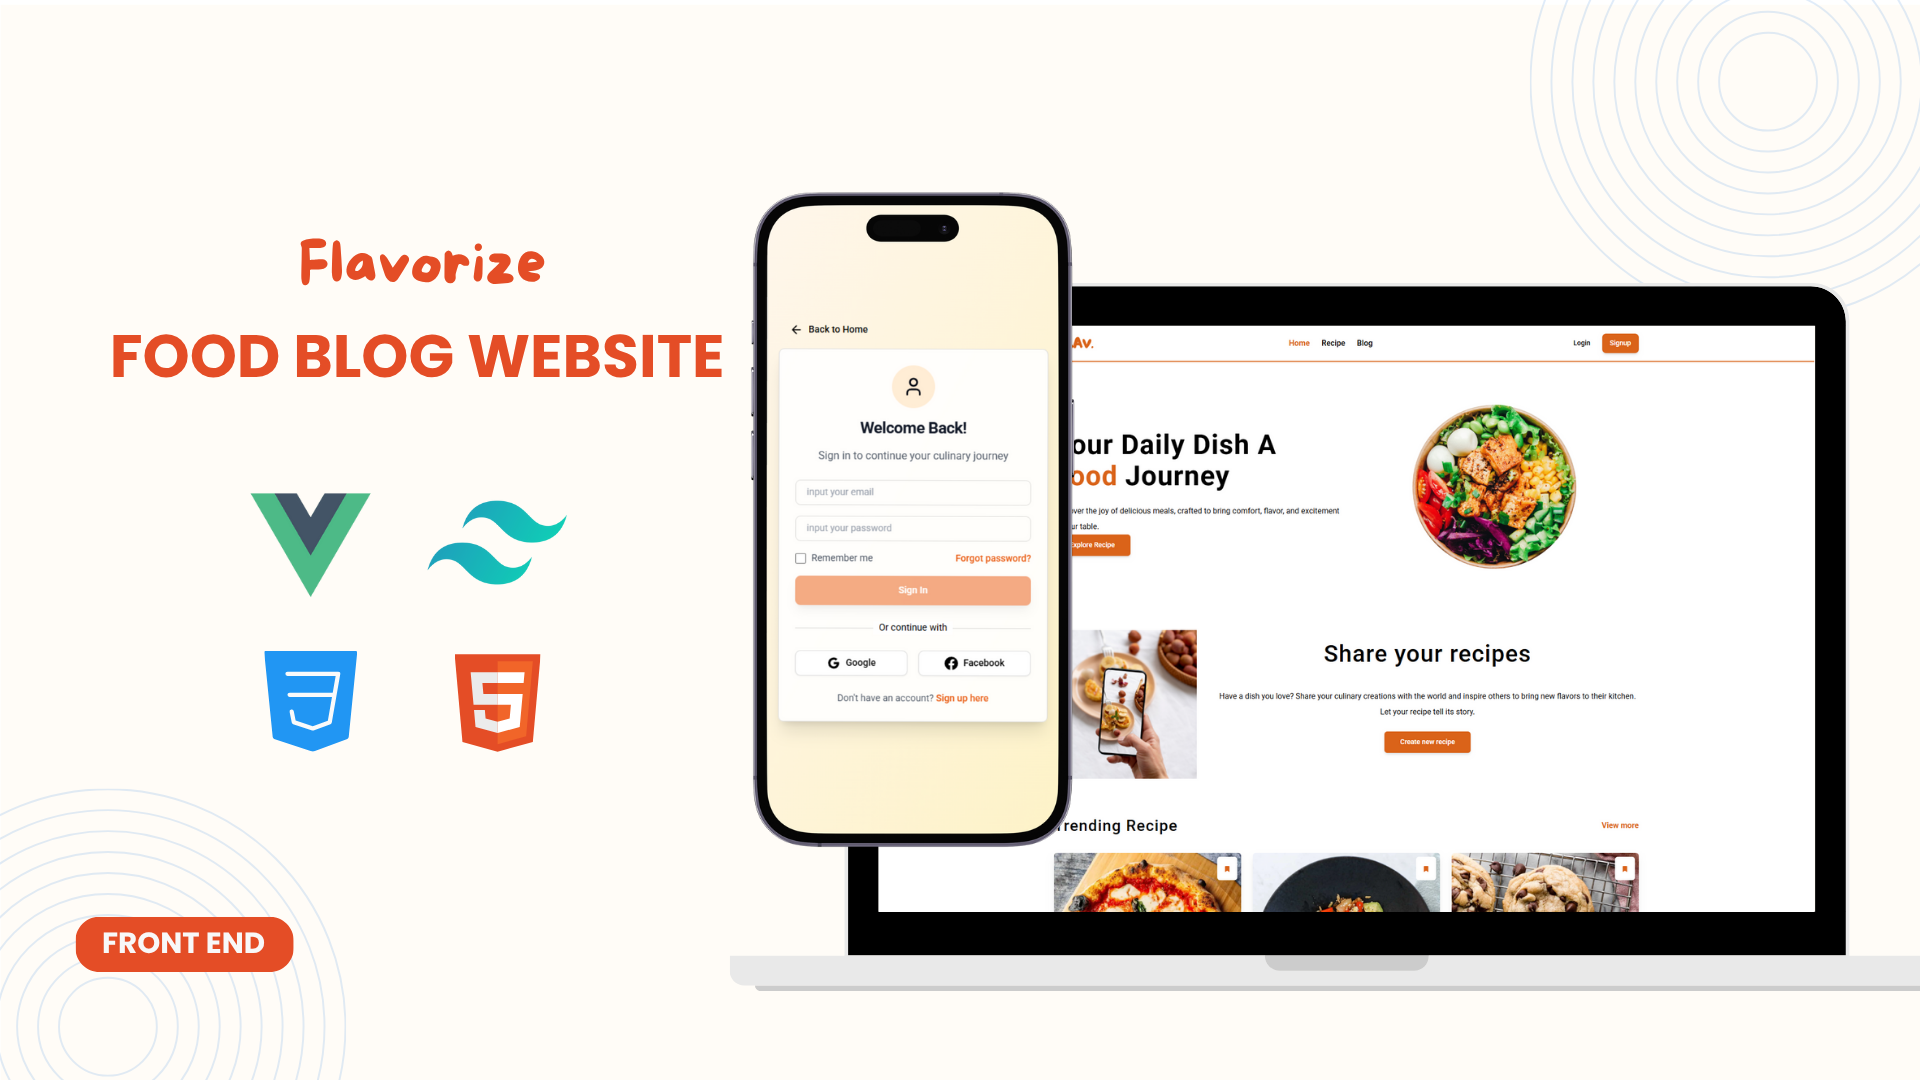 Flavorize
FOOD BLOG WEBSITE
FRONT END
Back to Home
Welcome Back!
Sign in to continue your culinary journey
input your email
input your password
Remember me
Forgot password?
Sign In
Or continue with
Google
Facebook
Don't have an account? Sign up here
Av.
Home
Recipe
Blog
Login
Signup
our Daily Dish A
ood Journey
over the joy of delicious meals, crafted to bring comfort, flavor, and excitement
ur table.
xplore Recipe
Share your recipes
Have a dish you love? Share your culinary creations with the world and inspire others to bring new flavors to their kitchen.
Let your recipe tell its story.
Create new recipe
Trending Recipe
View more